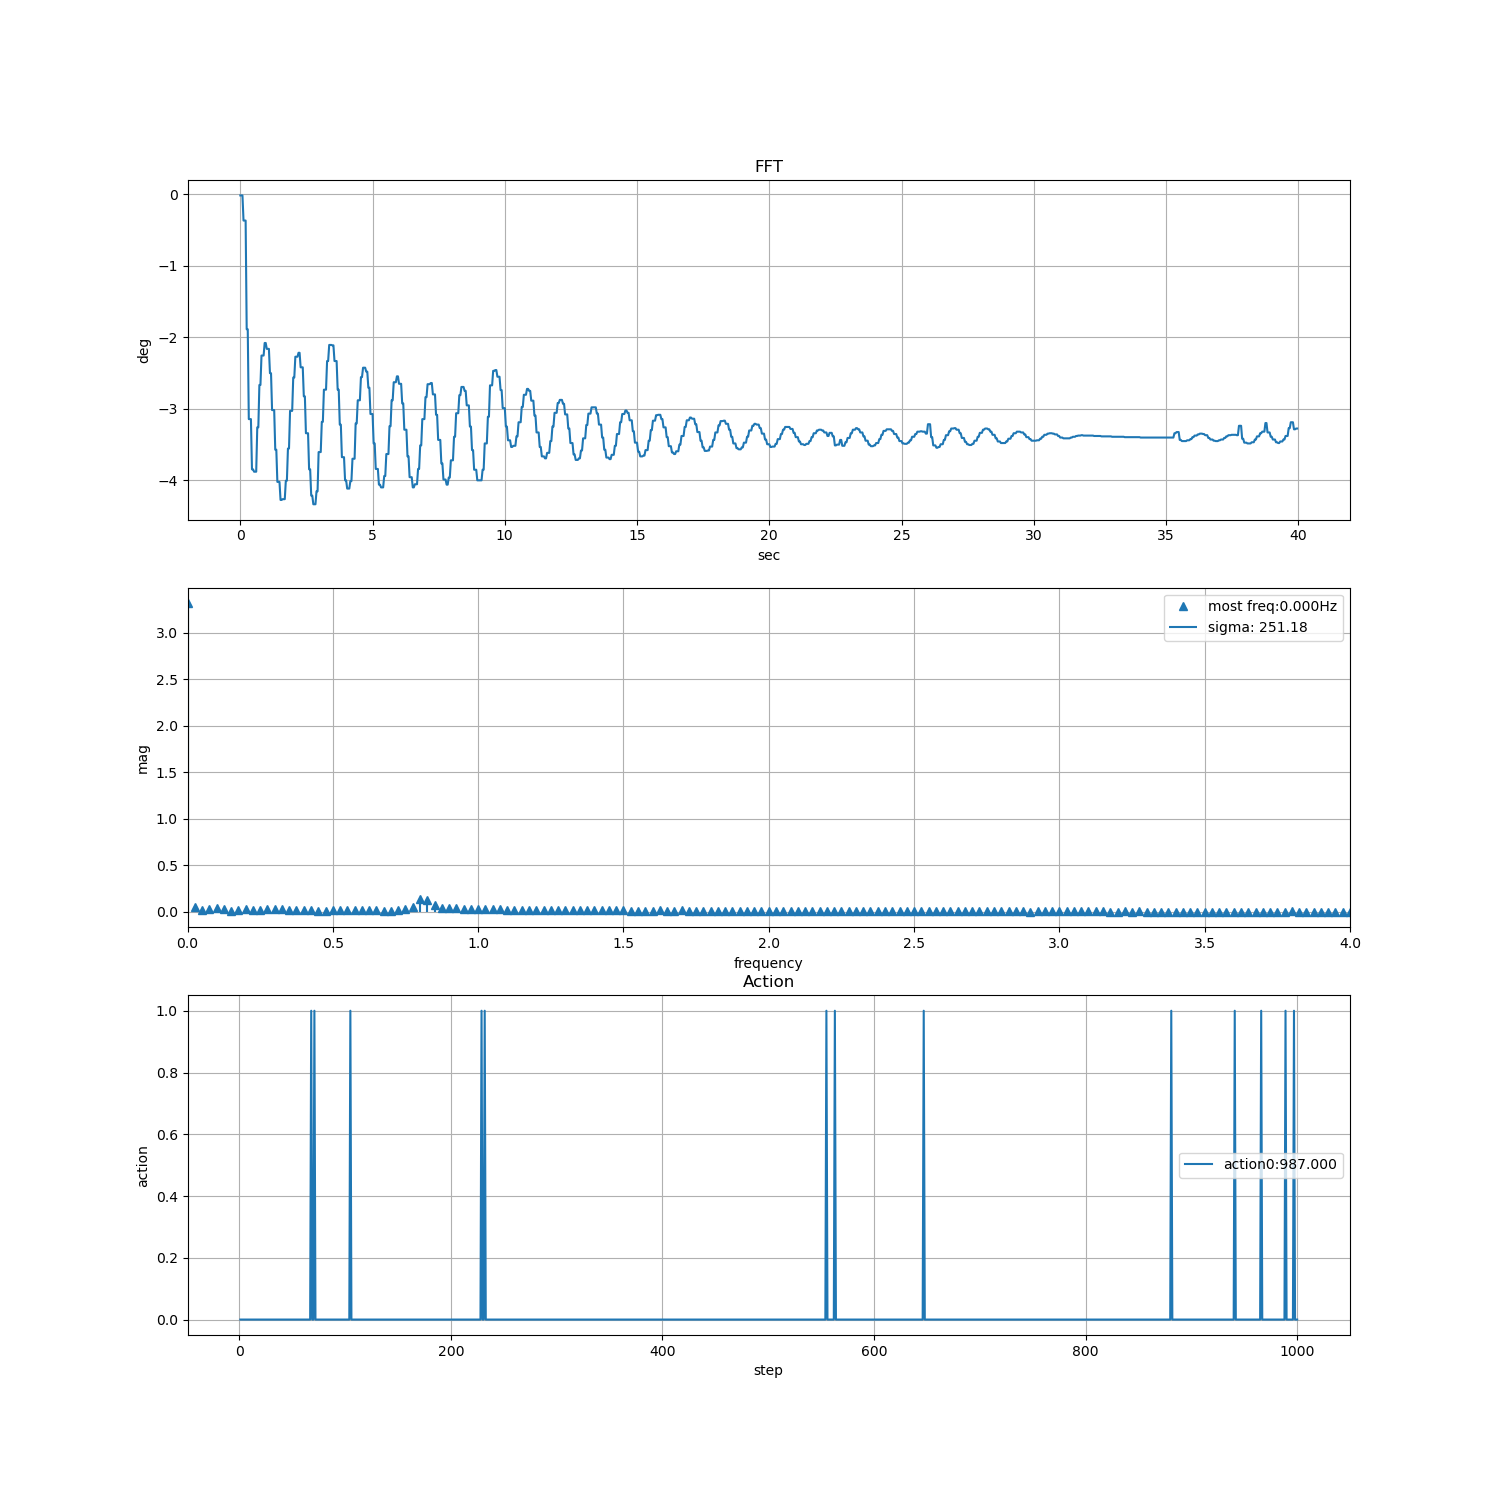 FFT
0
−1
−2
−3
−4
deg
0 5 10 15 20 25 30 35 40
sec
most freq:0.000Hz
sigma: 251.18
3.0
2.5
2.0
1.5
1.0
0.5
0.0
mag
0.0 0.5 1.0 1.5 2.0 2.5 3.0 3.5 4.0
frequency
Action
1.0
0.8
0.6
0.4
0.2
0.0
action
action0:987.000
0 200 400 600 800 1000
step